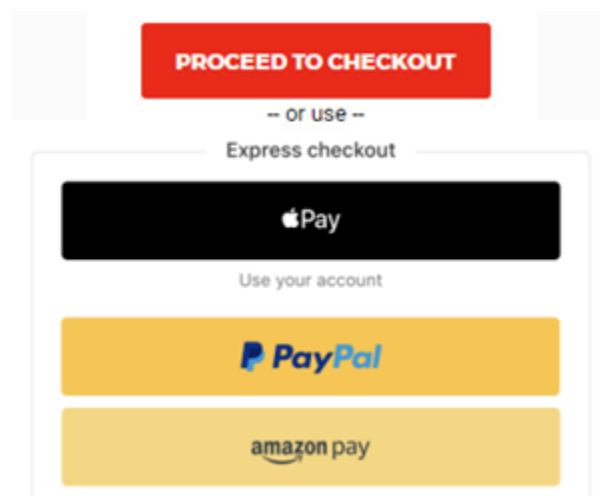 PROCEED TO CHECKOUT
-- or use --
Express checkout
Pay
Use your account
PayPal
amazon pay